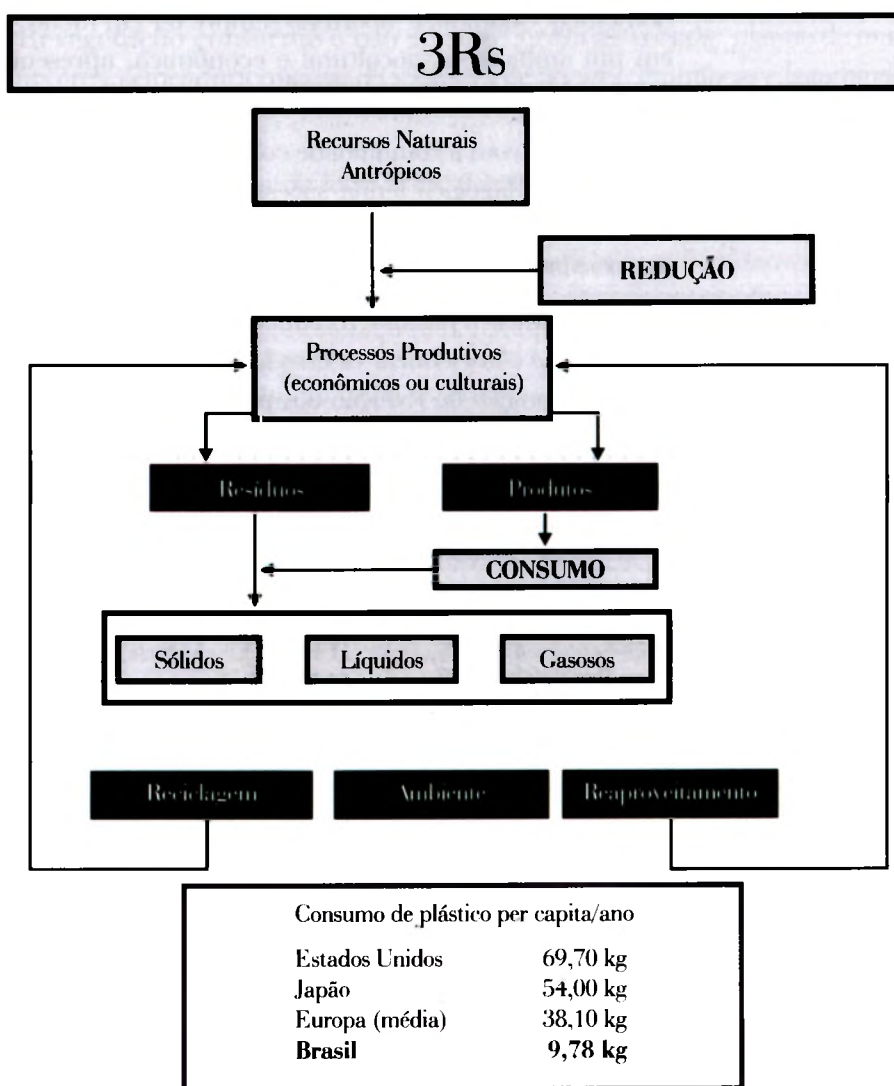 3Rs
Recursos Naturais
Antrópicos
REDUÇÃO
Processos Produtivos
(econômicos ou culturais)
Resíduos
Produtos
CONSUMO
Sólidos
Líquidos
Gasosos
Reciclagem
Ambiente
Reaproveitamento
Consumo de plástico per capita/ano
Estados Unidos 69,70 kg
Japão 54,00 kg
Europa (média) 38,10 kg
Brasil 9,78 kg